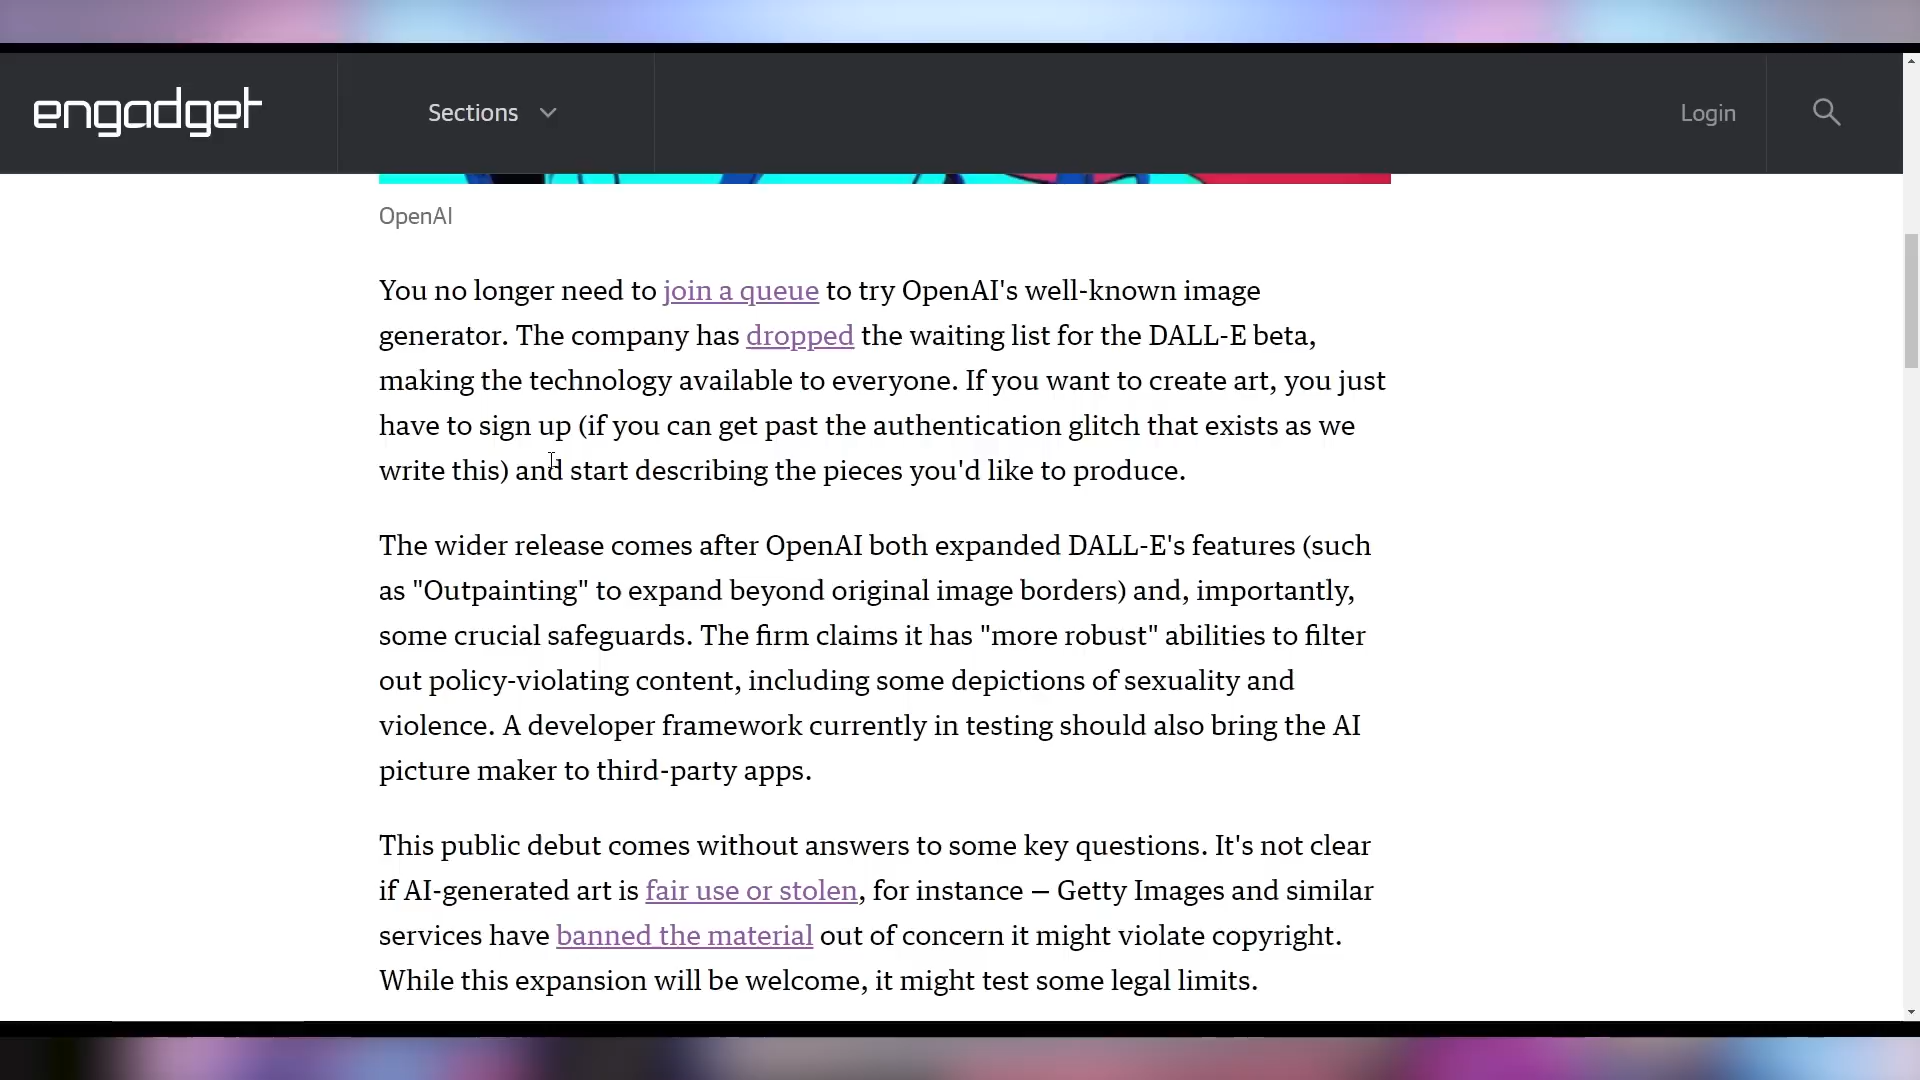 engadget
Sections
Login
OpenAI
You no longer need to join a queue to try OpenAI's well-known image
generator. The company has dropped the waiting list for the DALL-E beta,
making the technology available to everyone. If you want to create art, you just
have to sign up (if you can get past the authentication glitch that exists as we
write this) and start describing the pieces you'd like to produce.
The wider release comes after OpenAI both expanded DALL-E's features (such
as "Outpainting" to expand beyond original image borders) and, importantly,
some crucial safeguards. The firm claims it has "more robust" abilities to filter
out policy-violating content, including some depictions of sexuality and
violence. A developer framework currently in testing should also bring the AI
picture maker to third-party apps.
This public debut comes without answers to some key questions. It's not clear
if AI-generated art is fair use or stolen, for instance — Getty Images and similar
services have banned the material out of concern it might violate copyright.
While this expansion will be welcome, it might test some legal limits.